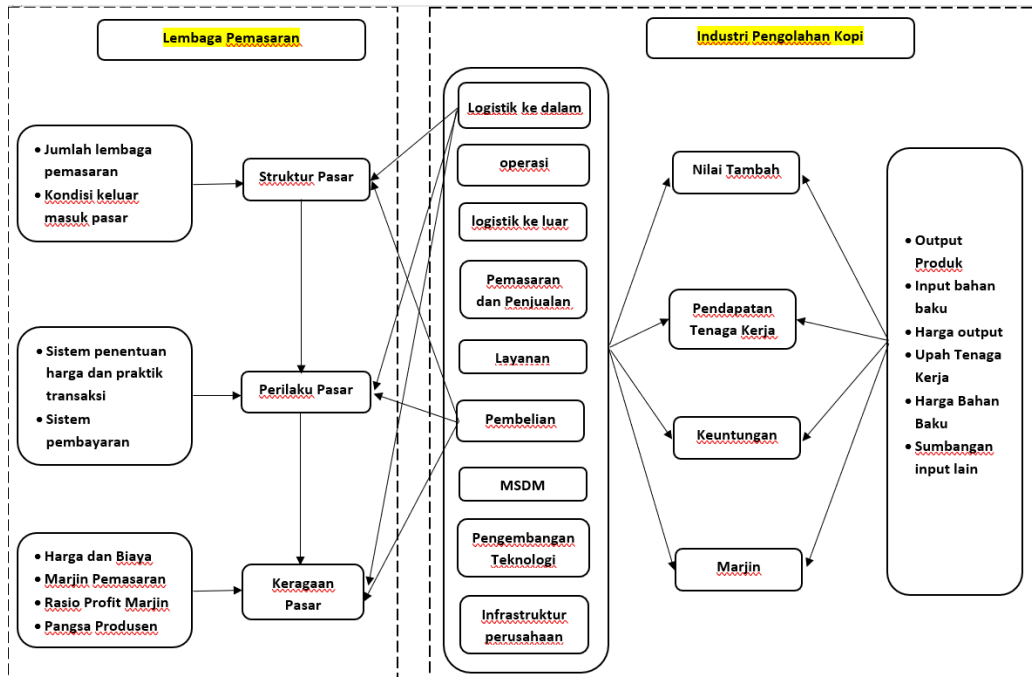 Lembaga Pemasaran
Industri Pengolahan Kopi
• Jumlah lembaga
pemasaran
• Kondisi keluar
masuk pasar
Struktur Pasar
• Sistem penentuan
harga dan praktik
transaksi
• Sistem
pembayaran
Perilaku Pasar
• Harga dan Biaya
• Marjin Pemasaran
• Rasio Profit Marjin
• Pangsa Produsen
Keragaan
Pasar
Logistik ke dalam
operasi
logistik ke luar
Pemasaran
dan Penjualan
Layanan
Pembelian
MSDM
Pengembangan
Teknologi
Infrastruktur
perusahaan
Nilai Tambah
Pendapatan
Tenaga Kerja
Keuntungan
Marjin
• Output
Produk
• Input bahan
baku
• Harga output
• Upah Tenaga
Kerja
• Harga Bahan
Baku
• Sumbangan
input lain